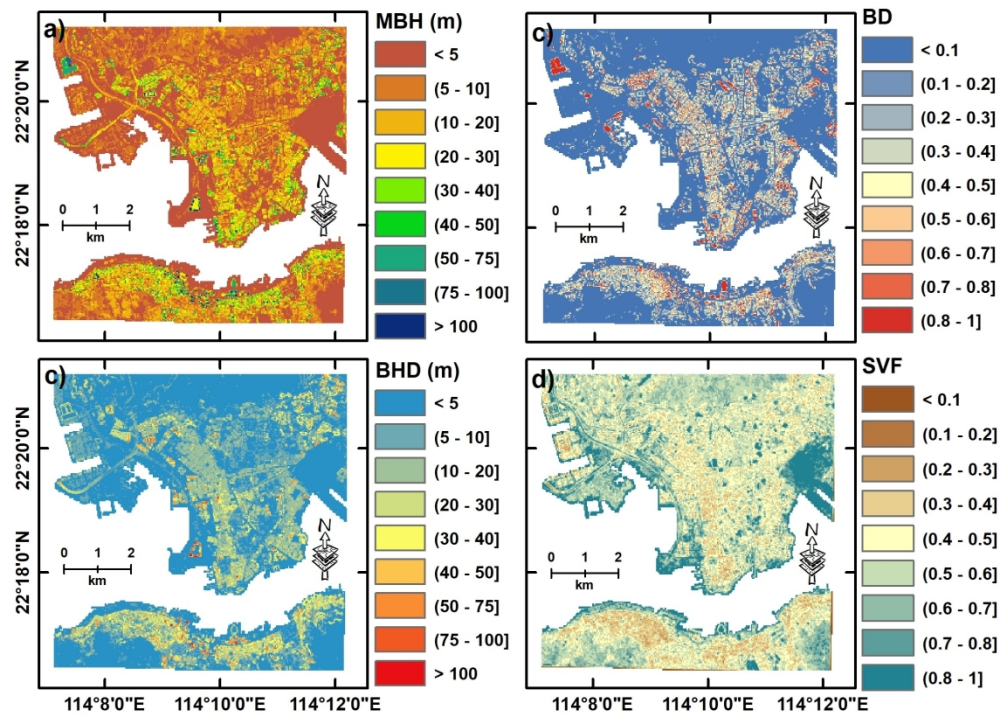 a)
MBH (m)
< 5
(5 - 10]
(10 - 20]
(20 - 30]
(30 - 40]
(40 - 50]
(50 - 75]
(75 - 100]
> 100
22°20'0"N
22°18'0"N
N
0 1 2
km
c)
BD
< 0.1
(0.1 - 0.2]
(0.2 - 0.3]
(0.3 - 0.4]
(0.4 - 0.5]
(0.5 - 0.6]
(0.6 - 0.7]
(0.7 - 0.8]
(0.8 - 1]
N
0 1 2
km
c)
BHD (m)
< 5
(5 - 10]
(10 - 20]
(20 - 30]
(30 - 40]
(40 - 50]
(50 - 75]
(75 - 100]
> 100
22°20'0"N
22°18'0"N
N
0 1 2
km
114°8'0"E 114°10'0"E 114°12'0"E
d)
SVF
< 0.1
(0.1 - 0.2]
(0.2 - 0.3]
(0.3 - 0.4]
(0.4 - 0.5]
(0.5 - 0.6]
(0.6 - 0.7]
(0.7 - 0.8]
(0.8 - 1]
N
0 1 2
km
114°8'0"E 114°10'0"E 114°12'0"E